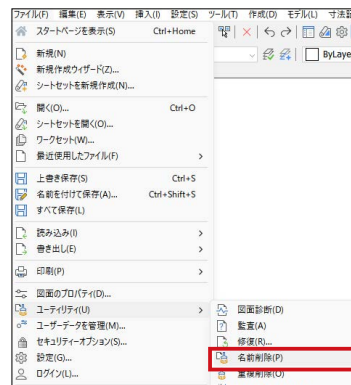 ファイル(F) 編集(E) 表示(V) 挿入(I) 設定(S) ツール(T) 作成(D) モデル(L) 寸法
スタートページを表示(S) Ctrl+Home
新規(N)
新規作成ウィザード(Z)...
シートセットを新規作成(N)... ByLaye
開く(O)... Ctrl+O
シートセットを開く(O)...
ワークセット(W)...
最近使用したファイル(F)
上書き保存(S) Ctrl+S
名前を付けて保存(A)... Ctrl+Shift+S
すべて保存(L)
読み込み(I)
書き出し(E)
印刷(P)
図面のプロパティ(D)...
ユーティリティ(U) 図面診断(D)
ユーザーデータを管理(M)... 監査(A)
セキュリティーオプション(S)... 修復(R)...
設定(G)... 名前削除(P)
ログイン(L)... 重複削除(O)